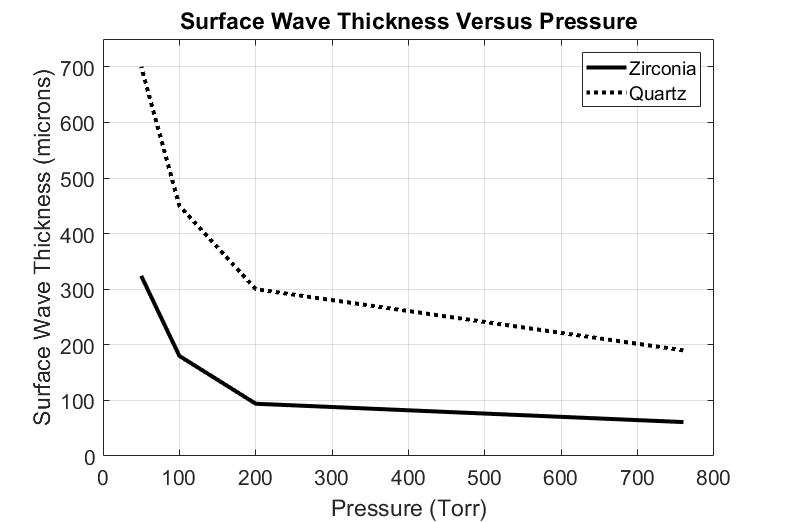 Surface Wave Thickness Versus Pressure
Zirconia
Quartz
Surface Wave Thickness (microns)
700
600
500
400
300
200
100
0
0 100 200 300 400 500 600 700 800
Pressure (Torr)